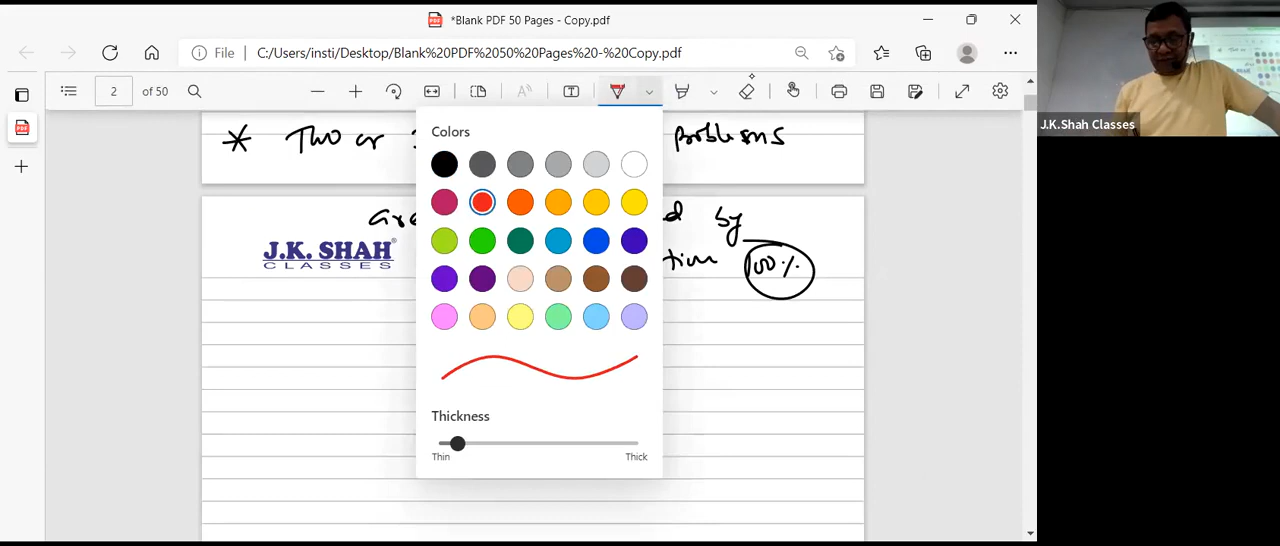 *Blank PDF 50 Pages - Copy.pdf
File C:/Users/insti/Desktop/Blank%20PDF%2050%20Pages%20-%20Copy.pdf
2 of 50
J.K.Shah Classes
Colors
* Two or problems
by
J.K. SHAH®
CLASSES
100%
Thickness
Thin Thick